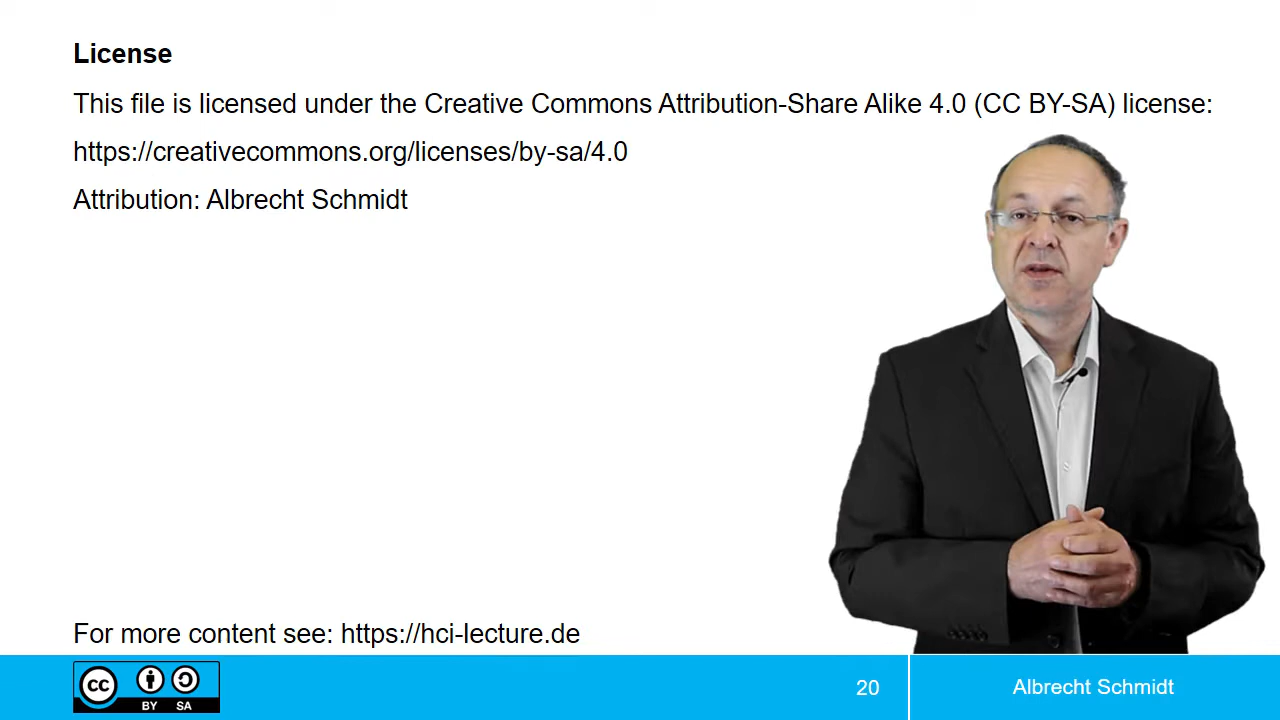 License
This file is licensed under the Creative Commons Attribution-Share Alike 4.0 (CC BY-SA) license:
https://creativecommons.org/licenses/by-sa/4.0
Attribution: Albrecht Schmidt
For more content see: https://hci-lecture.de
cc
BY SA
20
Albrecht Schmidt